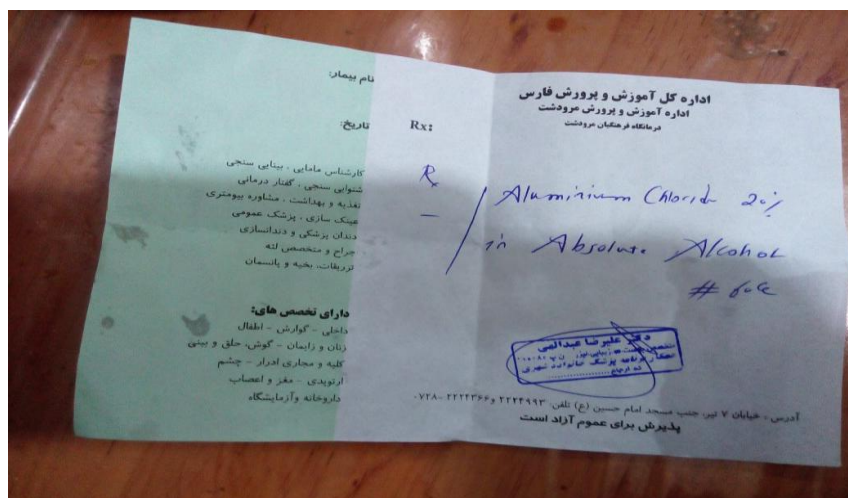 اداره کل آموزش و پرورش فارس
اداره آموزش و پرورش مرودشت
درمانگاه فرهنگیان مرودشت
نام بیمار:
تاریخ:
Rx:
Rx
Aluminium Chloride 20%
in Absolute Alcohol
# 60cc
کارشناس مامایی . بینایی سنجی
شنوایی سنجی . گفتار درمانی
تغذیه و بهداشت . مشاوره بیومتری
عینک سازی . پزشک عمومی
دندان پزشکی و دندانسازی
جراح و متخصص لثه
تزریقات، بخیه و پانسمان
دارای تخصص های:
داخلی - گوارش - اطفال
زنان و زایمان - گوش، حلق و بینی
کلیه و مجاری ادرار - چشم
ارتوپدی - مغز و اعصاب
داروخانه وآزمایشگاه
دکتر علیرضا عبدالهی
آدرس . خیابان ۷ تیر. جنب مسجد امام حسین (ع) تلفن: ۲۲۲۴۹۹۳ و ۲۲۲۴۳۶۶ -۰۷۲۸
پذیرش برای عموم آزاد است